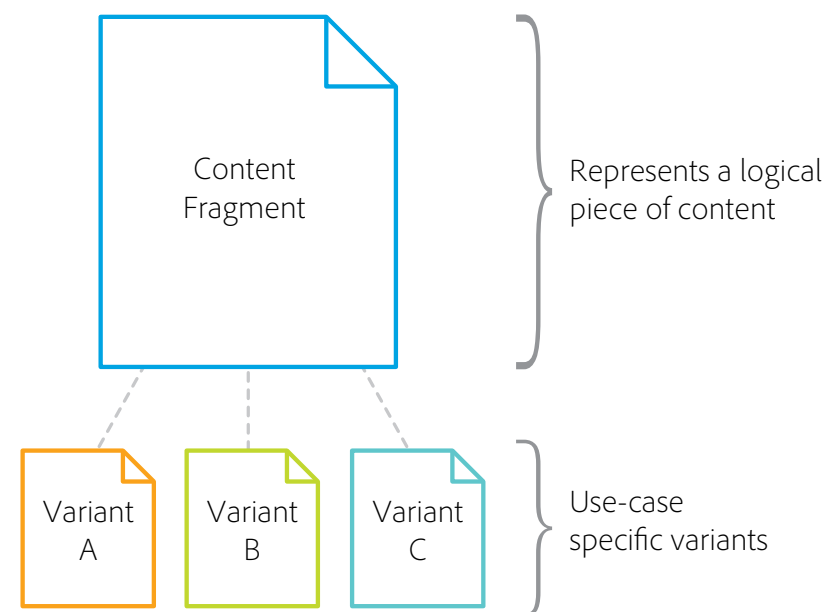 Content
Fragment
Represents a logical
piece of content
Variant
A
Variant
B
Variant
C
Use-case
specific variants